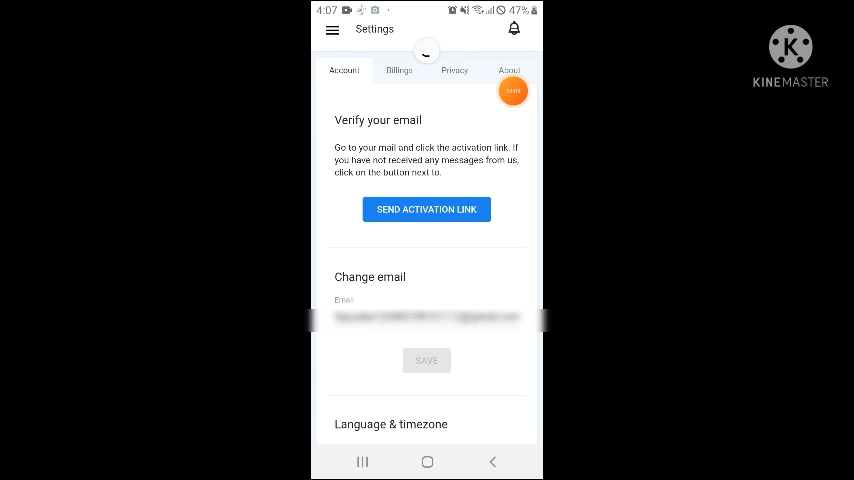 4:07
47%
Settings
Account
Billings
Privacy
About
Verify your email
Go to your mail and click the activation link. If
you have not received any messages from us,
click on the button next to.
SEND ACTIVATION LINK
Change email
Email
@gmail.com
SAVE
Language & timezone
K
KINEMASTER